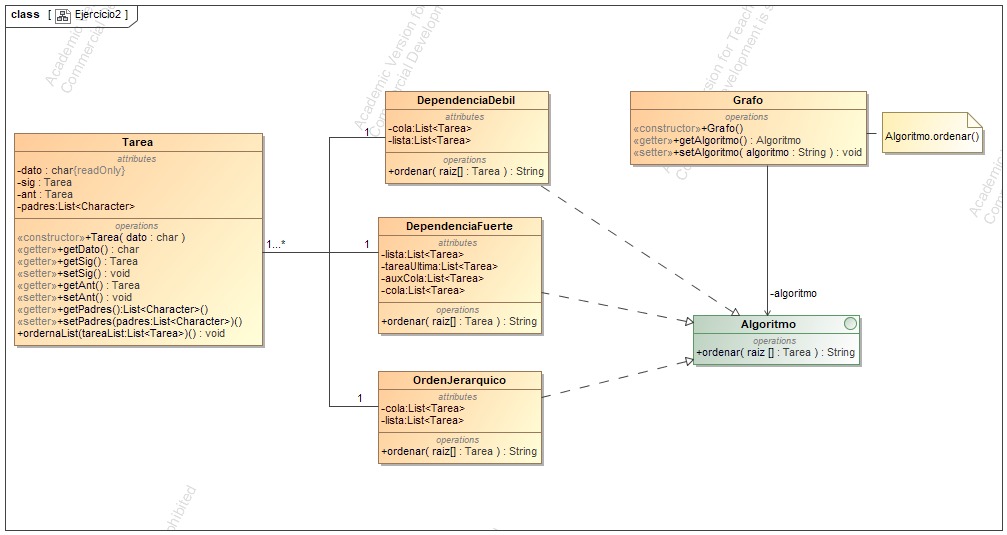 class [ Ejercicio2 ]
Tarea
attributes
-dato : char{readOnly}
-sig : Tarea
-ant : Tarea
-padres:List<Character>
operations
«constructor»+Tarea( dato : char )
«getter»+getDato() : char
«getter»+getSig() : Tarea
«setter»+setSig() : void
«getter»+getAnt() : Tarea
«setter»+setAnt() : void
«getter»+getPadres():List<Character>()
«setter»+setPadres(padres:List<Character>)()
+ordernaList(tareaList:List<Tarea>)() : void
1...*
1
1
1
DependenciaDebil
attributes
-cola:List<Tarea>
-lista:List<Tarea>
operations
+ordenar( raiz[] : Tarea ) : String
DependenciaFuerte
attributes
-lista:List<Tarea>
-tareaUltima:List<Tarea>
-auxCola:List<Tarea>
-cola:List<Tarea>
operations
+ordenar( raiz[] : Tarea ) : String
OrdenJerarquico
attributes
-cola:List<Tarea>
-lista:List<Tarea>
operations
+ordenar( raiz[] : Tarea ) : String
Grafo
operations
«constructor»+Grafo()
«getter»+getAlgoritmo() : Algoritmo
«setter»+setAlgoritmo( algoritmo : String ) : void
Algoritmo.ordenar()
-algoritmo
Algoritmo
operations
+ordenar( raiz [] : Tarea ) : String
Academic
Commercial
Academic Version for
Commercial Develop
Version for Teach
Development is s
Academic
Com
Com
hibited